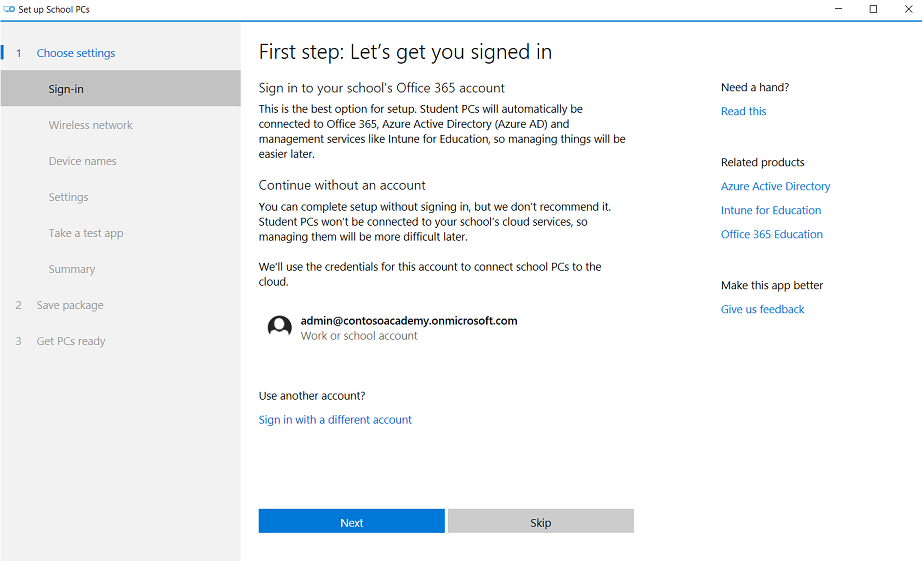 Set up School PCs
1 Choose settings
Sign-in
Wireless network
Device names
Settings
Take a test app
Summary
2 Save package
3 Get PCs ready
First step: Let’s get you signed in
Sign in to your school's Office 365 account
This is the best option for setup. Student PCs will automatically be
connected to Office 365, Azure Active Directory (Azure AD) and
management services like Intune for Education, so managing things will be
easier later.
Continue without an account
You can complete setup without signing in, but we don’t recommend it.
Student PCs won’t be connected to your school’s cloud services, so
managing them will be more difficult later.
We'll use the credentials for this account to connect school PCs to the
cloud.
admin@contosoacademy.onmicrosoft.com
Work or school account
Use another account?
Sign in with a different account
Next
Skip
Need a hand?
Read this
Related products
Azure Active Directory
Intune for Education
Office 365 Education
Make this app better
Give us feedback